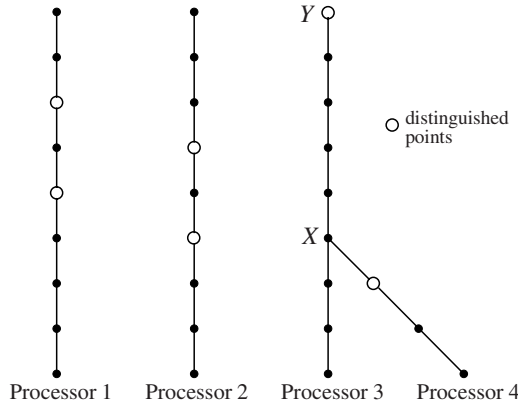 Y
distinguished
points
X
Processor 1
Processor 2
Processor 3
Processor 4